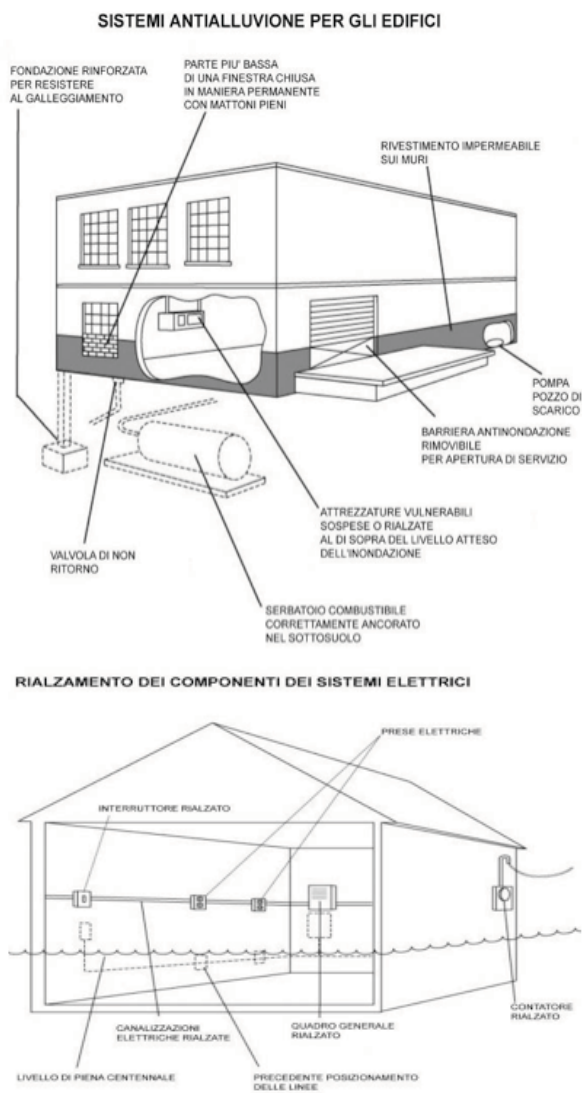 SISTEMI ANTIALLUVIONE PER GLI EDIFICI
FONDAZIONE RINFORZATA
PER RESISTERE
AL GALLEGGIAMENTO
PARTE PIU' BASSA
DI UNA FINESTRA CHIUSA
IN MANIERA PERMANENTE
CON MATTONI PIENI
RIVESTIMENTO IMPERMEABILE
SUI MURI
POMPA
POZZO DI
SCARICO
BARRIERA ANTINONDAZIONE
RIMOVIBILE
PER APERTURA DI SERVIZIO
ATTREZZATURE VULNERABILI
SOSPESE O RIALZATE
AL DI SOPRA DEL LIVELLO ATTESO
DELL'INONDAZIONE
VALVOLA DI NON
RITORNO
SERBATOIO COMBUSTIBILE
CORRETTAMENTE ANCORATO
NEL SOTTOSUOLO
RIALZAMENTO DEI COMPONENTI DEI SISTEMI ELETTRICI
PRESE ELETTRICHE
INTERRUTTORE RIALZATO
CONTATORE
RIALZATO
CANALIZZAZIONI
ELETTRICHE RIALZATE
QUADRO GENERALE
RIALZATO
LIVELLO DI PIENA CENTENNALE
PRECEDENTE POSIZIONAMENTO
DELLE LINEE